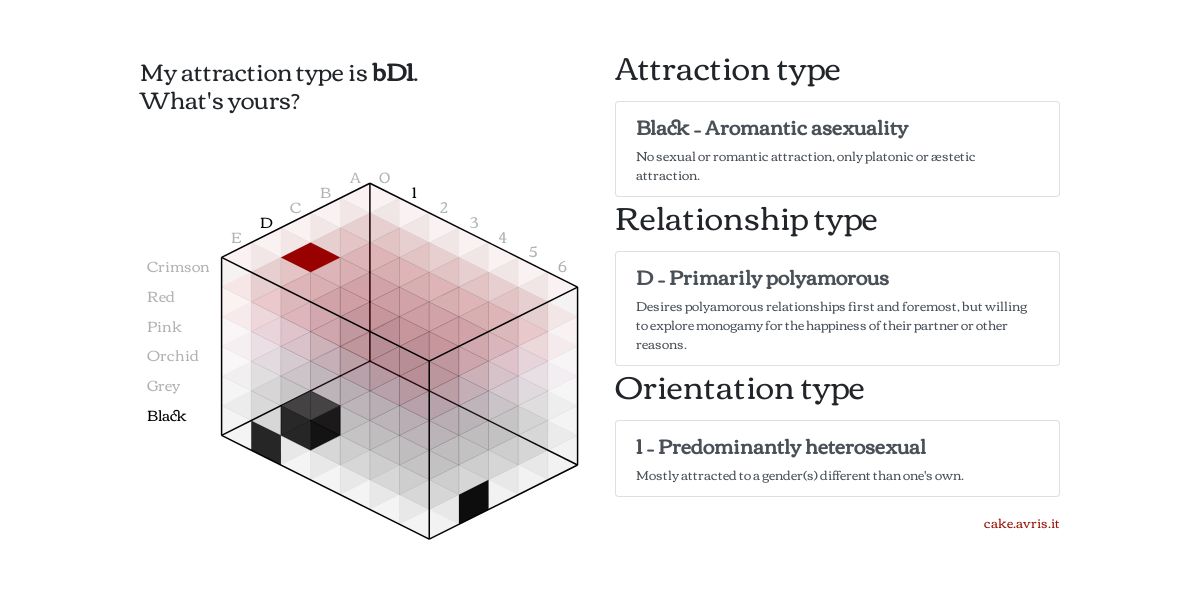 My attraction type is bD1.
What's yours?
A O
B 1
C 2
D 3
E 4
5
6
Crimson
Red
Pink
Orchid
Grey
Black
Attraction type
Black – Aromantic asexuality
No sexual or romantic attraction, only platonic or æstetic
attraction.
Relationship type
D – Primarily polyamorous
Desires polyamorous relationships first and foremost, but willing
to explore monogamy for the happiness of their partner or other
reasons.
Orientation type
1 – Predominantly heterosexual
Mostly attracted to a gender(s) different than one's own.
cake.avris.it